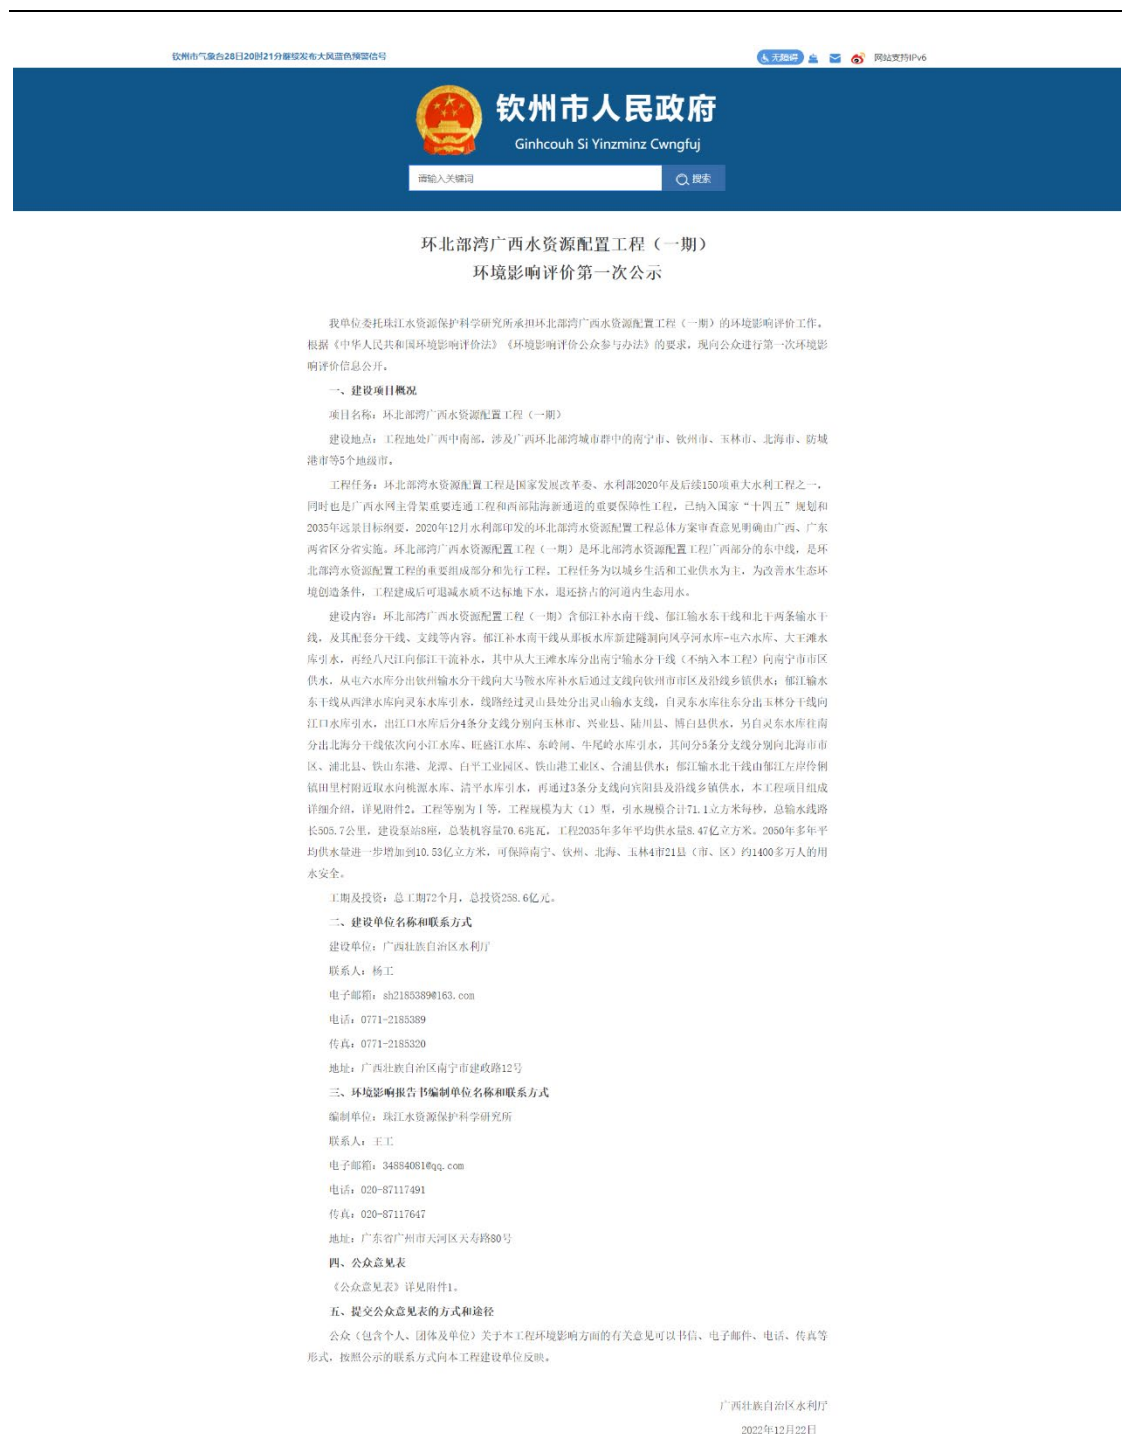 钦州市气象台28日20时21分继续发布大风蓝色预警信号
无障碍
网站支持IPv6
钦州市人民政府
Ginhcouh Si Yinzminz Cwngfuj
请输入关键词
搜索
环北部湾广西水资源配置工程（一期）
环境影响评价第一次公示
我单位委托珠江水资源保护科学研究所承担环北部湾广西水资源配置工程（一期）的环境影响评价工作。
根据《中华人民共和国环境影响评价法》《环境影响评价公众参与办法》的要求，现向公众进行第一次环境影
响评价信息公开。
一、建设项目概况
项目名称：环北部湾广西水资源配置工程（一期）
建设地点：工程地处广西中南部，涉及广西环北部湾城市群中的南宁市、钦州市、玉林市、北海市、防城
港市等5个地级市。
工程任务：环北部湾水资源配置工程是国家发展改革委、水利部2020年及后续150项重大水利工程之一，
同时也是广西水网主骨架重要连通工程和西部陆海新通道的重要保障性工程，已纳入国家“十四五”规划和
2035年远景目标纲要，2020年12月水利部印发的环北部湾水资源配置工程总体方案审查意见明确由广西、广东
两省区分省实施。环北部湾广西水资源配置工程（一期）是环北部湾水资源配置工程广西部分的东中线，是环
北部湾水资源配置工程的重要组成部分和先行工程。工程任务为以城乡生活和工业供水为主，为改善水生态环
境创造条件，工程建成后可退减水质不达标地下水，退还挤占的河道内生态用水。
建设内容：环北部湾广西水资源配置工程（一期）含郁江补水南干线、郁江输水东干线和北干两条输水干
线，及其配套分干线、支线等内容。郁江补水南干线从那板水库新建隧洞向凤亭河水库-屯六水库、大王滩水
库引水，再经八尺江向郁江干流补水，其中从大王滩水库分出南宁输水分干线（不纳入本工程）向南宁市市区
供水，从屯六水库分出钦州输水分干线向大马鞍水库补水后通过支线向钦州市市区及沿线乡镇供水；郁江输水
东干线从西津水库向灵东水库引水，线路经过灵山县处分出灵山输水支线，自灵东水库往东分出玉林分干线向
江口水库引水，出江口水库后分4条分支线分别向玉林市、兴业县、陆川县、博白县供水，另自灵东水库往南
分出北海分干线依次向小江水库、旺盛江水库、东岭闸、牛尾岭水库引水，其间分5条分支线分别向北海市市
区、浦北县、铁山东港、龙潭、白平工业园区、铁山港工业区、合浦县供水；郁江输水北干线由郁江左岸伶俐
镇田里村附近取水向桃源水库、清平水库引水，再通过3条分支线向宾阳县及沿线乡镇供水，本工程项目组成
详细介绍，详见附件2。工程等别为Ⅰ等，工程规模为大（1）型，引水规模合计71.1立方米每秒，总输水线路
长505.7公里，建设泵站8座，总装机容量70.6兆瓦，工程2035年多年平均供水量8.47亿立方米。2050年多年平
均供水量进一步增加到10.53亿立方米，可保障南宁、钦州、北海、玉林4市21县（市、区）约1400多万人的用
水安全。
工期及投资：总工期72个月，总投资258.6亿元。
二、建设单位名称和联系方式
建设单位：广西壮族自治区水利厅
联系人：杨工
电子邮箱：sh2185389@163.com
电话：0771-2185389
传真：0771-2185320
地址：广西壮族自治区南宁市建政路12号
三、环境影响报告书编制单位名称和联系方式
编制单位：珠江水资源保护科学研究所
联系人：王工
电子邮箱：34884081@qq.com
电话：020-87117491
传真：020-87117647
地址：广东省广州市天河区天寿路80号
四、公众意见表
《公众意见表》详见附件1。
五、提交公众意见表的方式和途径
公众（包含个人、团体及单位）关于本工程环境影响方面的有关意见可以书信、电子邮件、电话、传真等
形式，按照公示的联系方式向本工程建设单位反映。
广西壮族自治区水利厅
2022年12月22日